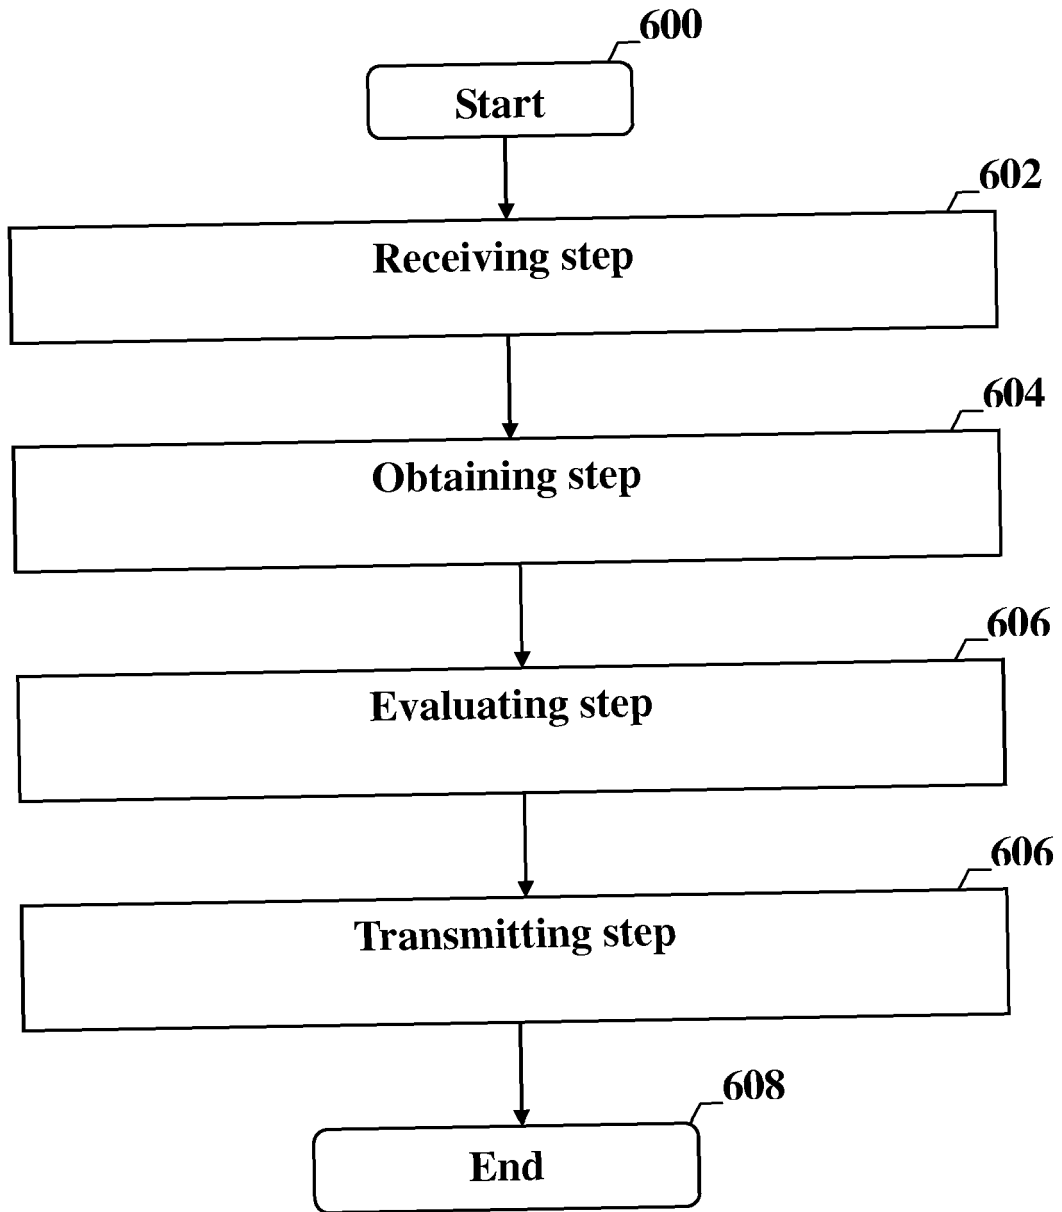 600
Start
602
Receiving step
604
Obtaining step
606
Evaluating step
606
Transmitting step
608
End